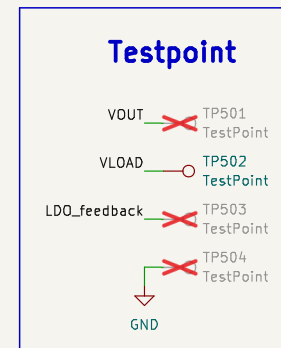 Testpoint
VOUT
TP501
TestPoint
VLOAD
TP502
TestPoint
LDO_feedback
TP503
TestPoint
TP504
TestPoint
GND